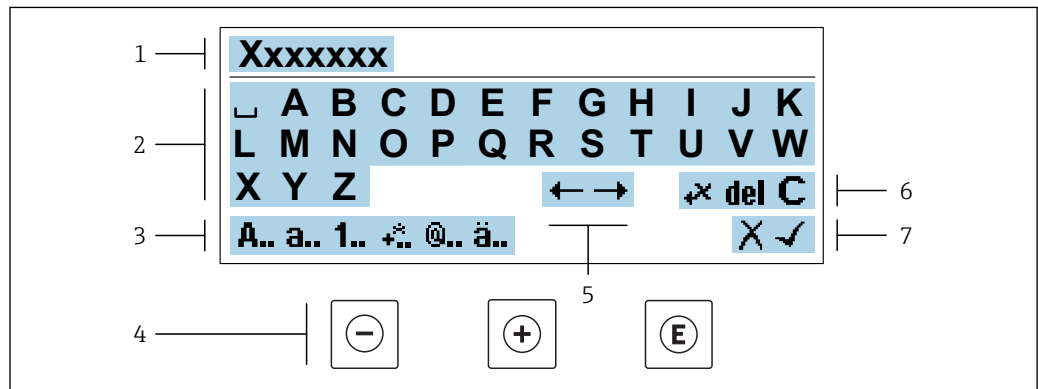 1 Xxxxxxx
2
␣ A B C D E F G H I J K
L M N O P Q R S T U V W
X Y Z ← → ⁺ˣ del C 6
3 A.. a.. 1.. +*.. @.. ä.. X ✓ 7
5
4 − + E